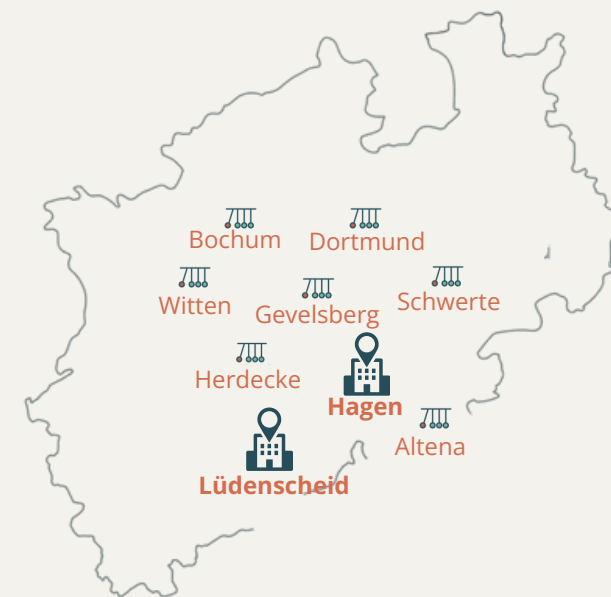 Bochum
Dortmund
Witten
Gevelsberg
Schwerte
Herdecke
Hagen
Altena
Lüdenscheid